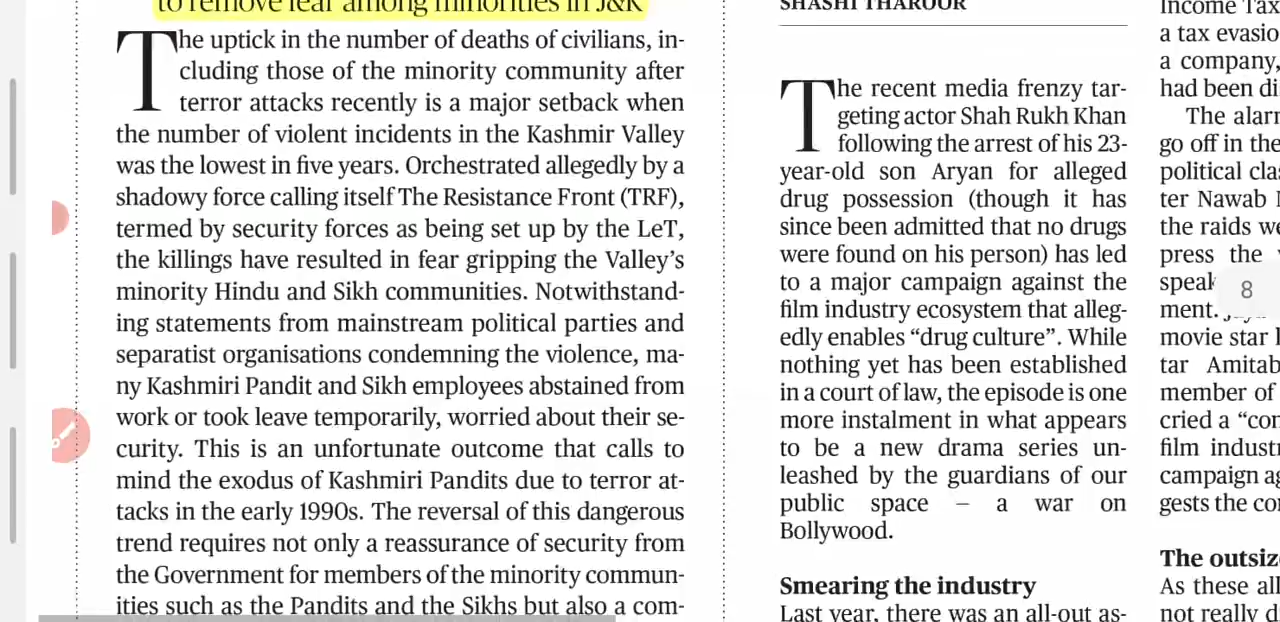 to remove fear among minorities in J&K
The uptick in the number of deaths of civilians, in-
cluding those of the minority community after
terror attacks recently is a major setback when
the number of violent incidents in the Kashmir Valley
was the lowest in five years. Orchestrated allegedly by a
shadowy force calling itself The Resistance Front (TRF),
termed by security forces as being set up by the LeT,
the killings have resulted in fear gripping the Valley's
minority Hindu and Sikh communities. Notwithstand-
ing statements from mainstream political parties and
separatist organisations condemning the violence, ma-
ny Kashmiri Pandit and Sikh employees abstained from
work or took leave temporarily, worried about their se-
curity. This is an unfortunate outcome that calls to
mind the exodus of Kashmiri Pandits due to terror at-
tacks in the early 1990s. The reversal of this dangerous
trend requires not only a reassurance of security from
the Government for members of the minority commun-
ities such as the Pandits and the Sikhs but also a com-
SHASHI THAROOR
The recent media frenzy tar-
geting actor Shah Rukh Khan
following the arrest of his 23-
year-old son Aryan for alleged
drug possession (though it has
since been admitted that no drugs
were found on his person) has led
to a major campaign against the
film industry ecosystem that alleg-
edly enables “drug culture”. While
nothing yet has been established
in a court of law, the episode is one
more instalment in what appears
to be a new drama series un-
leashed by the guardians of our
public space – a war on
Bollywood.
Smearing the industry
Last year, there was an all-out as-
Income Tax
a tax evasio
a company,
had been di
The alarm
go off in the
political clas
ter Nawab
the raids we
press the
speak
ment.
movie star
tar Amitab
member of
cried a “con
film industr
campaign ag
gests the co
The outsize
As these all
not really d
8